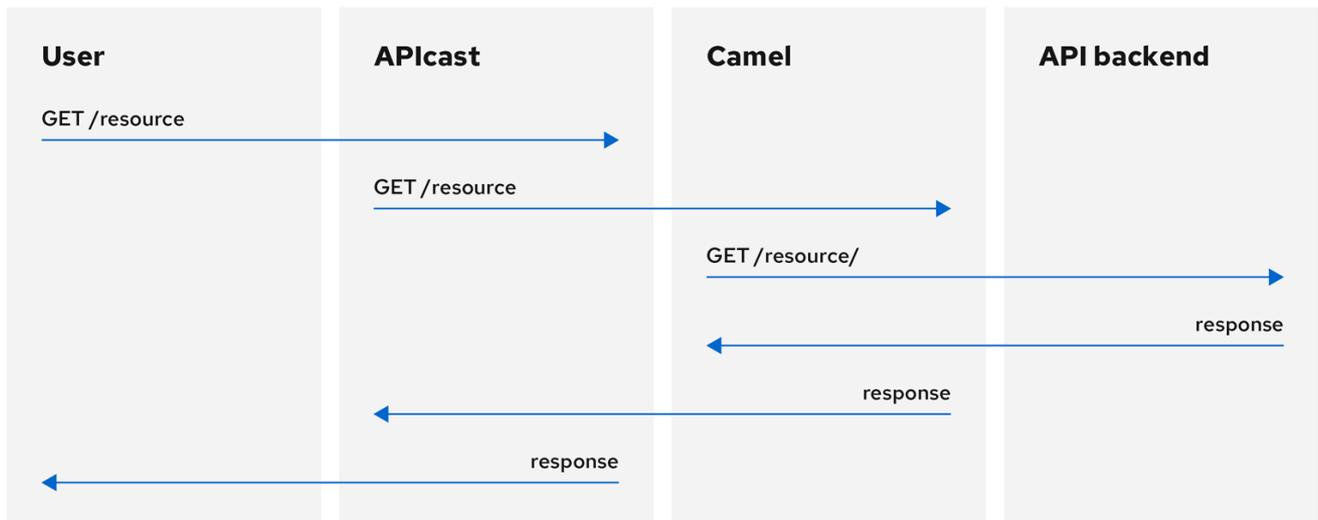 User
APIcast
Camel
API backend
GET /resource
GET /resource
GET /resource/
response
response
response